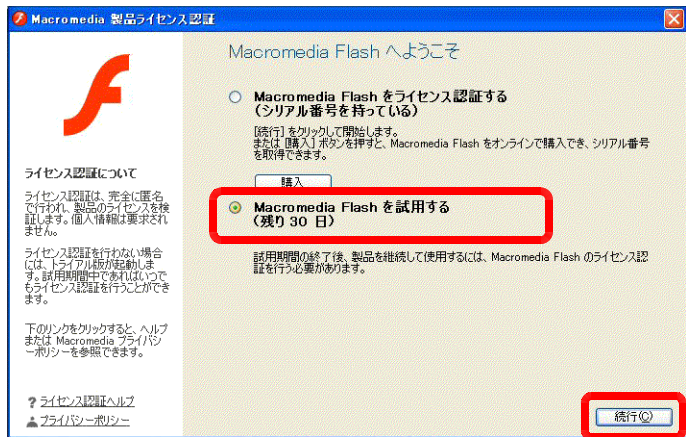 Macromedia 製品ライセンス認証
Macromedia Flash へようこそ
Macromedia Flash をライセンス認証する
(シリアル番号を持っている)
[続行] をクリックして開始します。
または [購入] ボタンを押すと、Macromedia Flash をオンラインで購入でき、シリアル番号
を取得できます。
購入
Macromedia Flash を試用する
(残り 30 日)
試用期間の終了後、製品を継続して使用するには、Macromedia Flash のライセンス認
証を行う必要があります。
ライセンス認証について
ライセンス認証は、完全に匿名
で行われ、製品のライセンスを検
証します。個人情報は要求され
ません。
ライセンス認証を行わない場合
には、トライアル版が起動しま
す。試用期間中であればいつで
もライセンス認証を行うことができ
ます。
下のリンクをクリックすると、ヘルプ
または Macromedia プライバシ
ーポリシーを参照できます。
? ライセンス認証ヘルプ
プライバシーポリシー
続行(C)